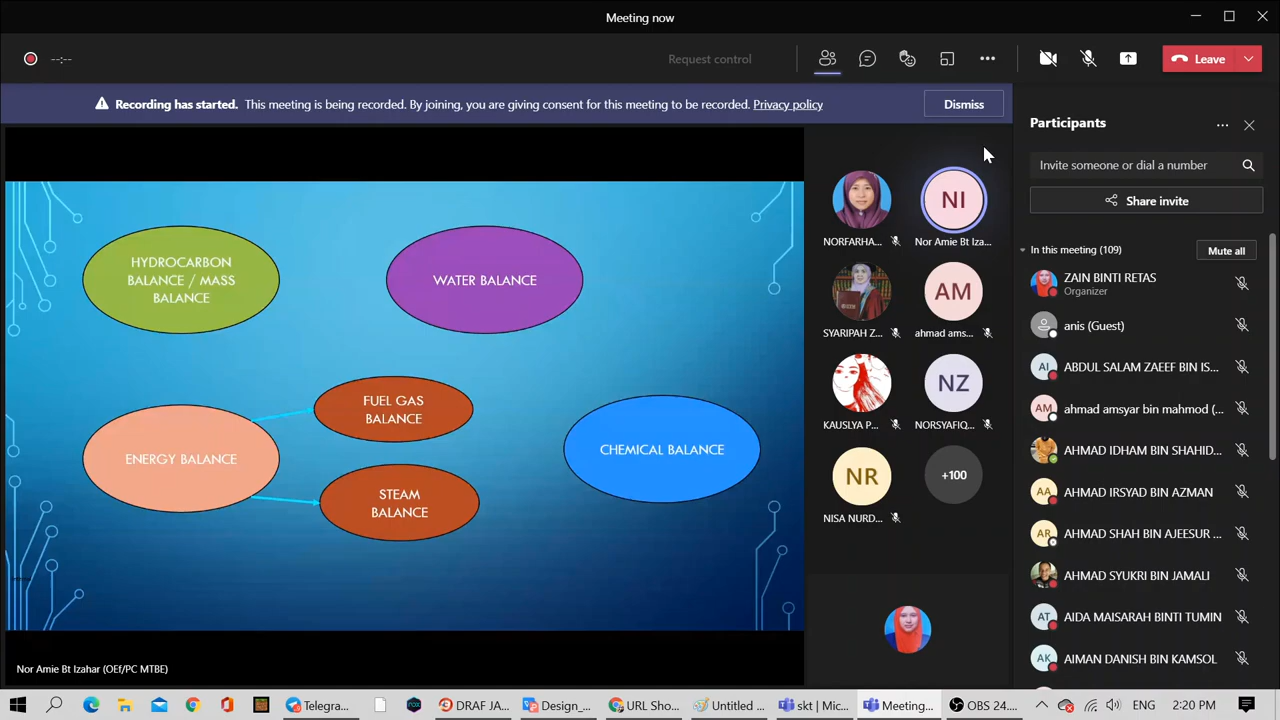 Meeting now
--:--
Request control
Leave
Recording has started. This meeting is being recorded. By joining, you are giving consent for this meeting to be recorded. Privacy policy
Dismiss
HYDROCARBON
BALANCE / MASS
BALANCE
WATER BALANCE
ENERGY BALANCE
FUEL GAS
BALANCE
STEAM
BALANCE
CHEMICAL BALANCE
Nor Amie Bt Izahar (OEf/PC MTBE)
NI
NORFARHA...
Nor Amie Bt Iza...
AM
SYARIPAH Z...
ahmad ams...
NZ
KAUSLYA P...
NORSYAFIQ...
NR
+100
NISA NURD...
Participants
Invite someone or dial a number
Share invite
In this meeting (109)
Mute all
ZAIN BINTI RETAS
Organizer
anis (Guest)
AI
ABDUL SALAM ZAEEF BIN IS...
AM
ahmad amsyar bin mahmod (...
AHMAD IDHAM BIN SHAHID...
AA
AHMAD IRSYAD BIN AZMAN
AR
AHMAD SHAH BIN AJEESUR ...
AHMAD SYUKRI BIN JAMALI
AT
AIDA MAISARAH BINTI TUMIN
AK
AIMAN DANISH BIN KAMSOL
Telegra...
DRAF JA...
Design_...
URL Sho...
Untitled ...
skt | Mic...
Meeting...
OBS 24....
ENG
2:20 PM